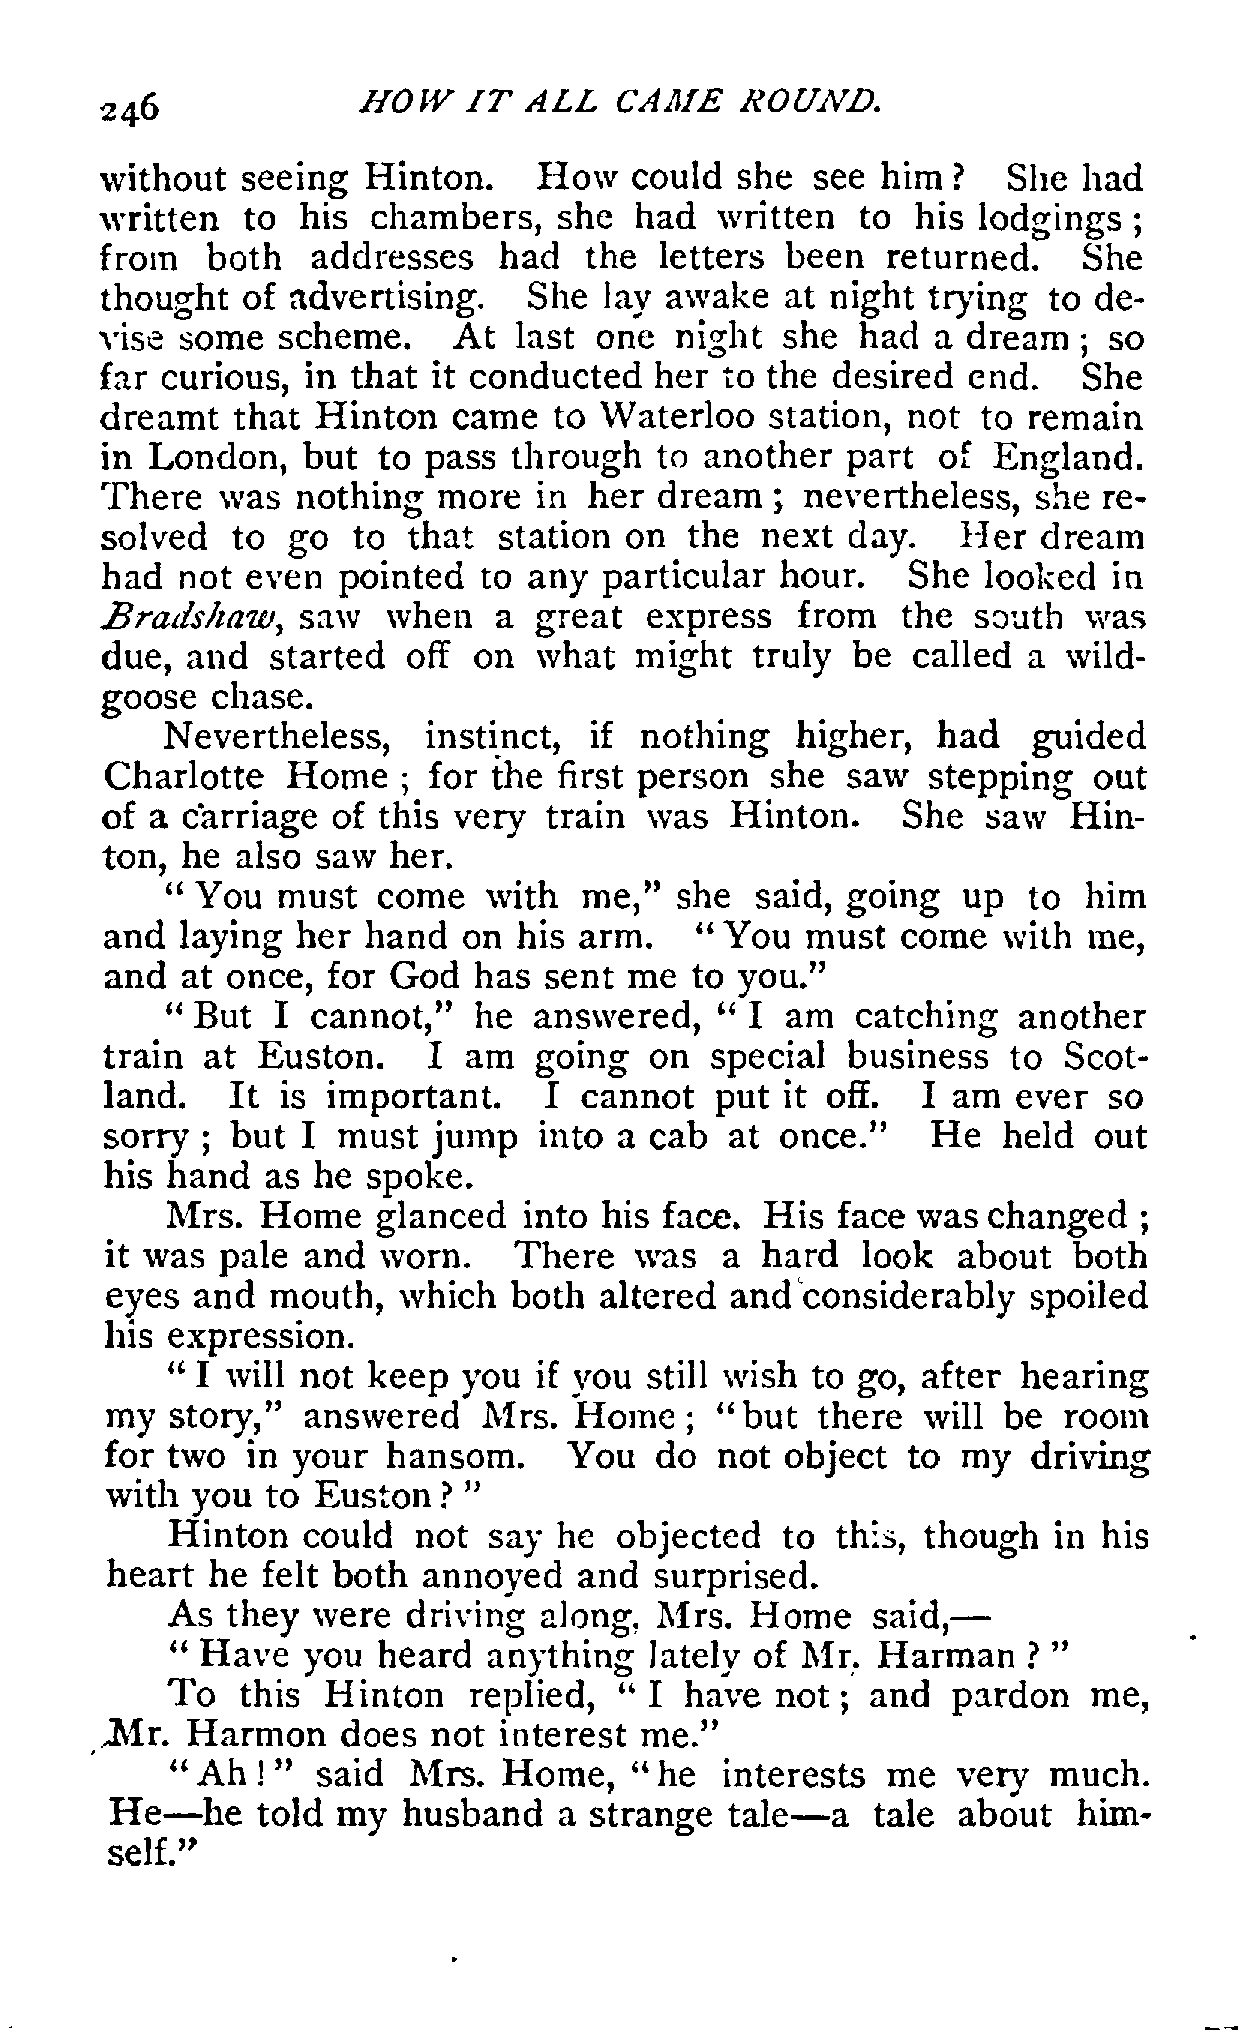 246 HOW IT ALL CAME ROUND.
without seeing Hinton. How could she see him? She had
written to his chambers, she had written to his lodgings;
from both addresses had the letters been returned. She
thought of advertising. She lay awake at night trying to de-
vise some scheme. At last one night she had a dream; so
far curious, in that it conducted her to the desired end. She
dreamt that Hinton came to Waterloo station, not to remain
in London, but to pass through to another part of England.
There was nothing more in her dream; nevertheless, she re-
solved to go to that station on the next day. Her dream
had not even pointed to any particular hour. She looked in
Bradshaw, saw when a great express from the south was
due, and started off on what might truly be called a wild-
goose chase.
Nevertheless, instinct, if nothing higher, had guided
Charlotte Home; for the first person she saw stepping out
of a carriage of this very train was Hinton. She saw Hin-
ton, he also saw her.
"You must come with me," she said, going up to him
and laying her hand on his arm. "You must come with me,
and at once, for God has sent me to you."
"But I cannot," he answered, "I am catching another
train at Euston. I am going on special business to Scot-
land. It is important. I cannot put it off. I am ever so
sorry; but I must jump into a cab at once." He held out
his hand as he spoke.
Mrs. Home glanced into his face. His face was changed;
it was pale and worn. There was a hard look about both
eyes and mouth, which both altered and considerably spoiled
his expression.
"I will not keep you if you still wish to go, after hearing
my story," answered Mrs. Home; "but there will be room
for two in your hansom. You do not object to my driving
with you to Euston?"
Hinton could not say he objected to this, though in his
heart he felt both annoyed and surprised.
As they were driving along, Mrs. Home said,—
"Have you heard anything lately of Mr. Harman?"
To this Hinton replied, "I have not; and pardon me,
Mr. Harmon does not interest me."
"Ah!" said Mrs. Home, "he interests me very much.
He—he told my husband a strange tale—a tale about him-
self."